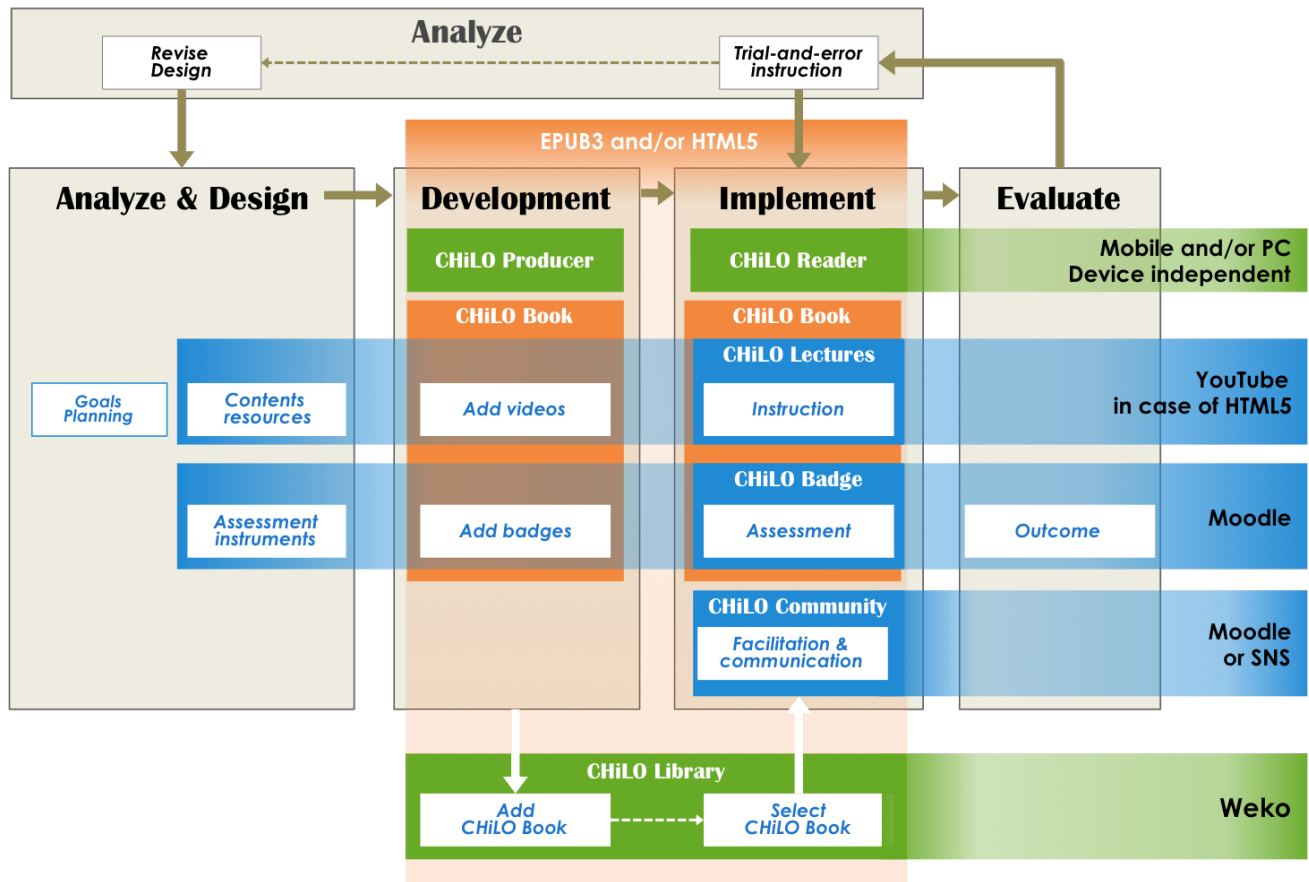 Analyze
Revise
Design
Trial-and-error
instruction
EPUB3 and/or HTML5
Analyze & Design
Development
Implement
Evaluate
CHiLO Producer
CHiLO Reader
Mobile and/or PC
Device independent
CHiLO Book
CHiLO Book
CHiLO Lectures
Goals
Planning
Contents
resources
Add videos
Instruction
YouTube
in case of HTML5
CHiLO Badge
Assessment
instruments
Add badges
Assessment
Outcome
Moodle
CHiLO Community
Facilitation &
communication
Moodle
or SNS
CHiLO Library
Add
CHiLO Book
Select
CHiLO Book
Weko